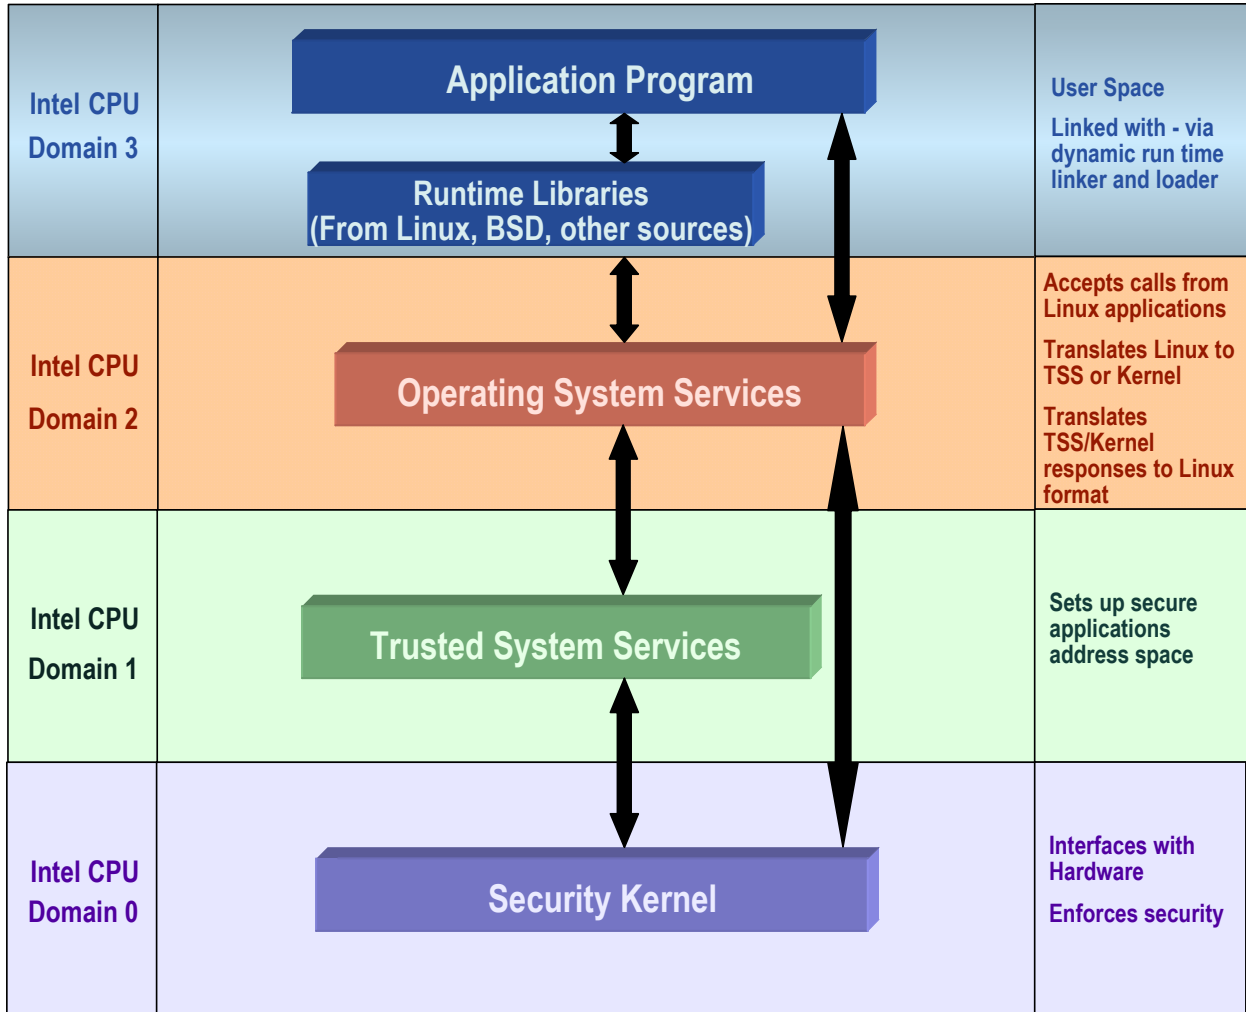 Intel CPU
Domain 3
Application Program
Runtime Libraries
(From Linux, BSD, other sources)
User Space
Linked with - via
dynamic run time
linker and loader
Intel CPU
Domain 2
Operating System Services
Accepts calls from
Linux applications
Translates Linux to
TSS or Kernel
Translates
TSS/Kernel
responses to Linux
format
Intel CPU
Domain 1
Trusted System Services
Sets up secure
applications
address space
Intel CPU
Domain 0
Security Kernel
Interfaces with
Hardware
Enforces security